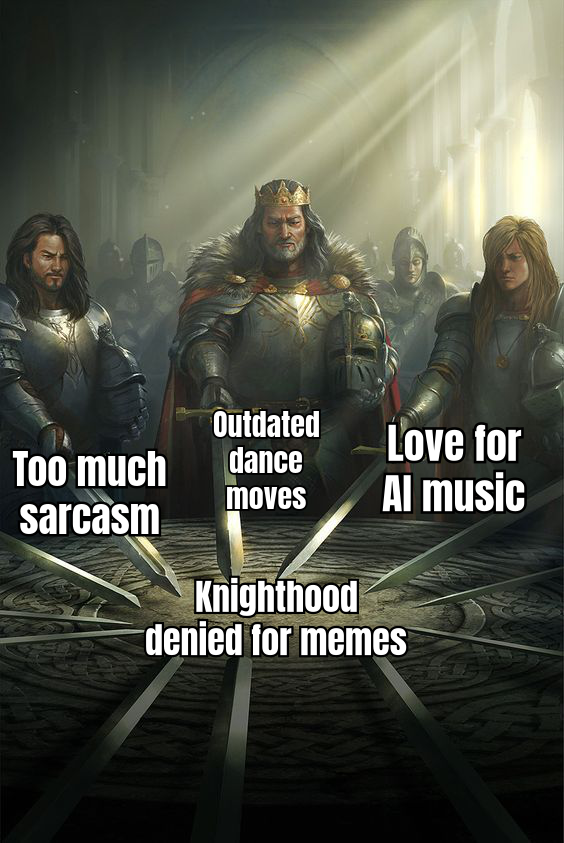 Outdated
dance
moves
Too much
sarcasm
Love for
AI music
Knighthood
denied for memes